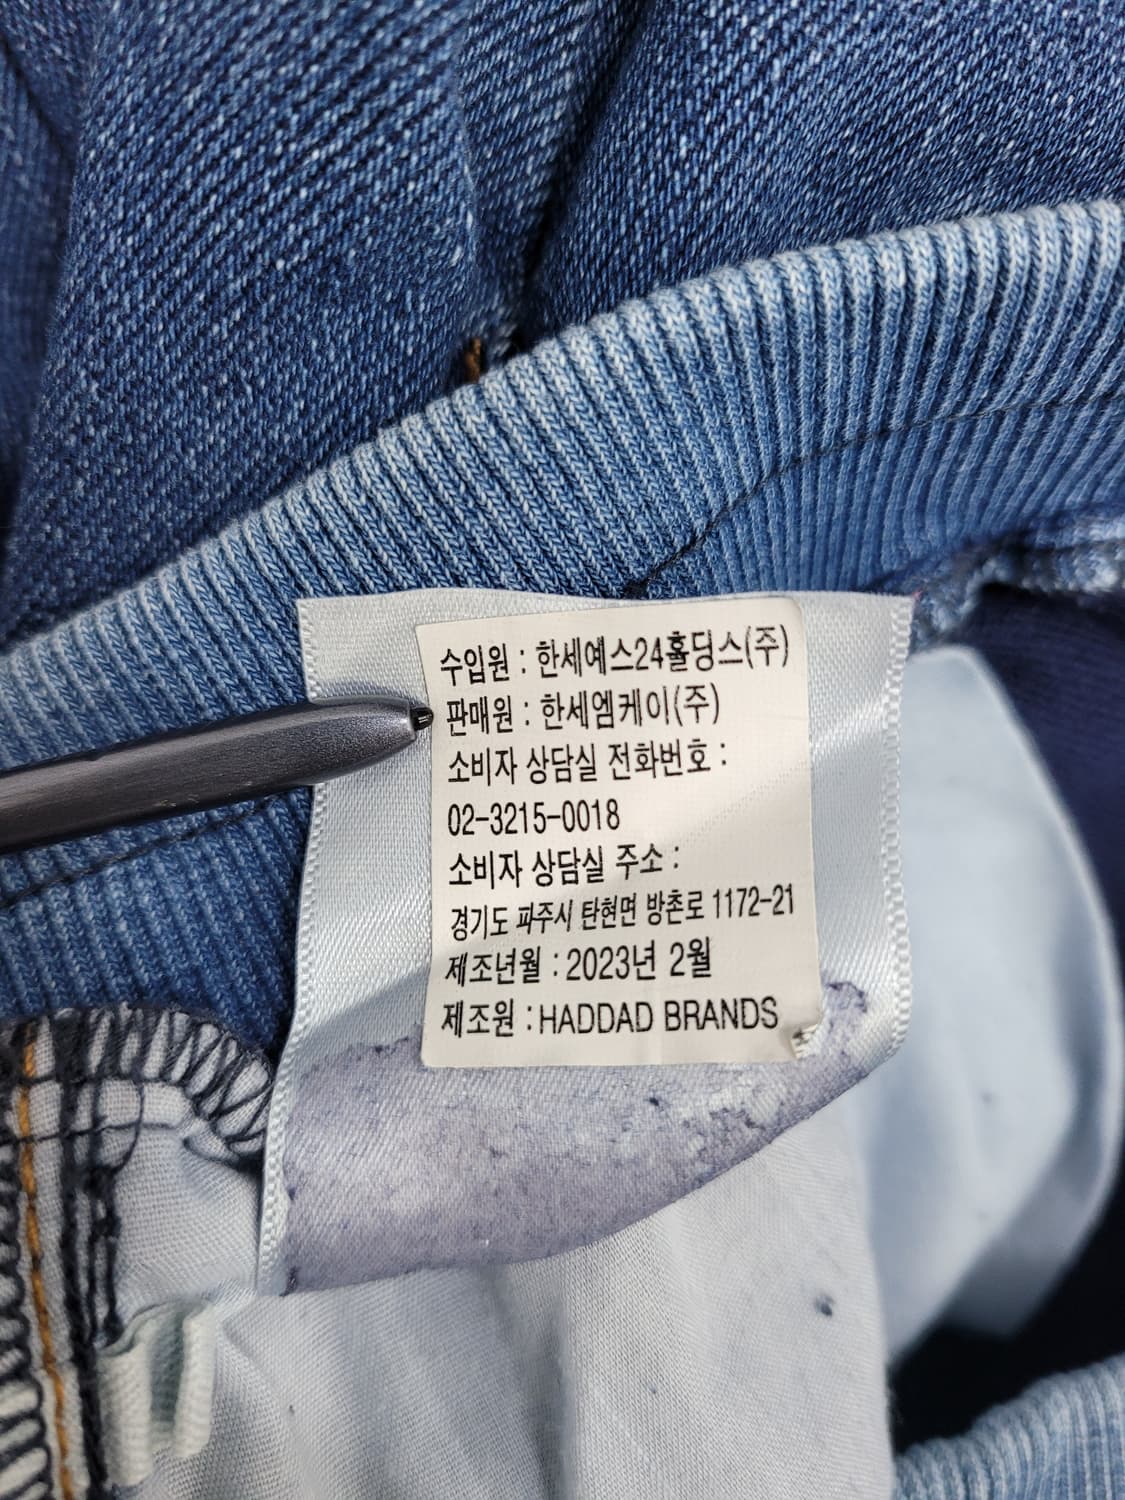 수입원 : 한세예스24홀딩스(주)
판매원 : 한세엠케이(주)
소비자 상담실 전화번호 :
02-3215-0018
소비자 상담실 주소 :
경기도 파주시 탄현면 방촌로 1172-21
제조년월 : 2023년 2월
제조원 : HADDAD BRANDS